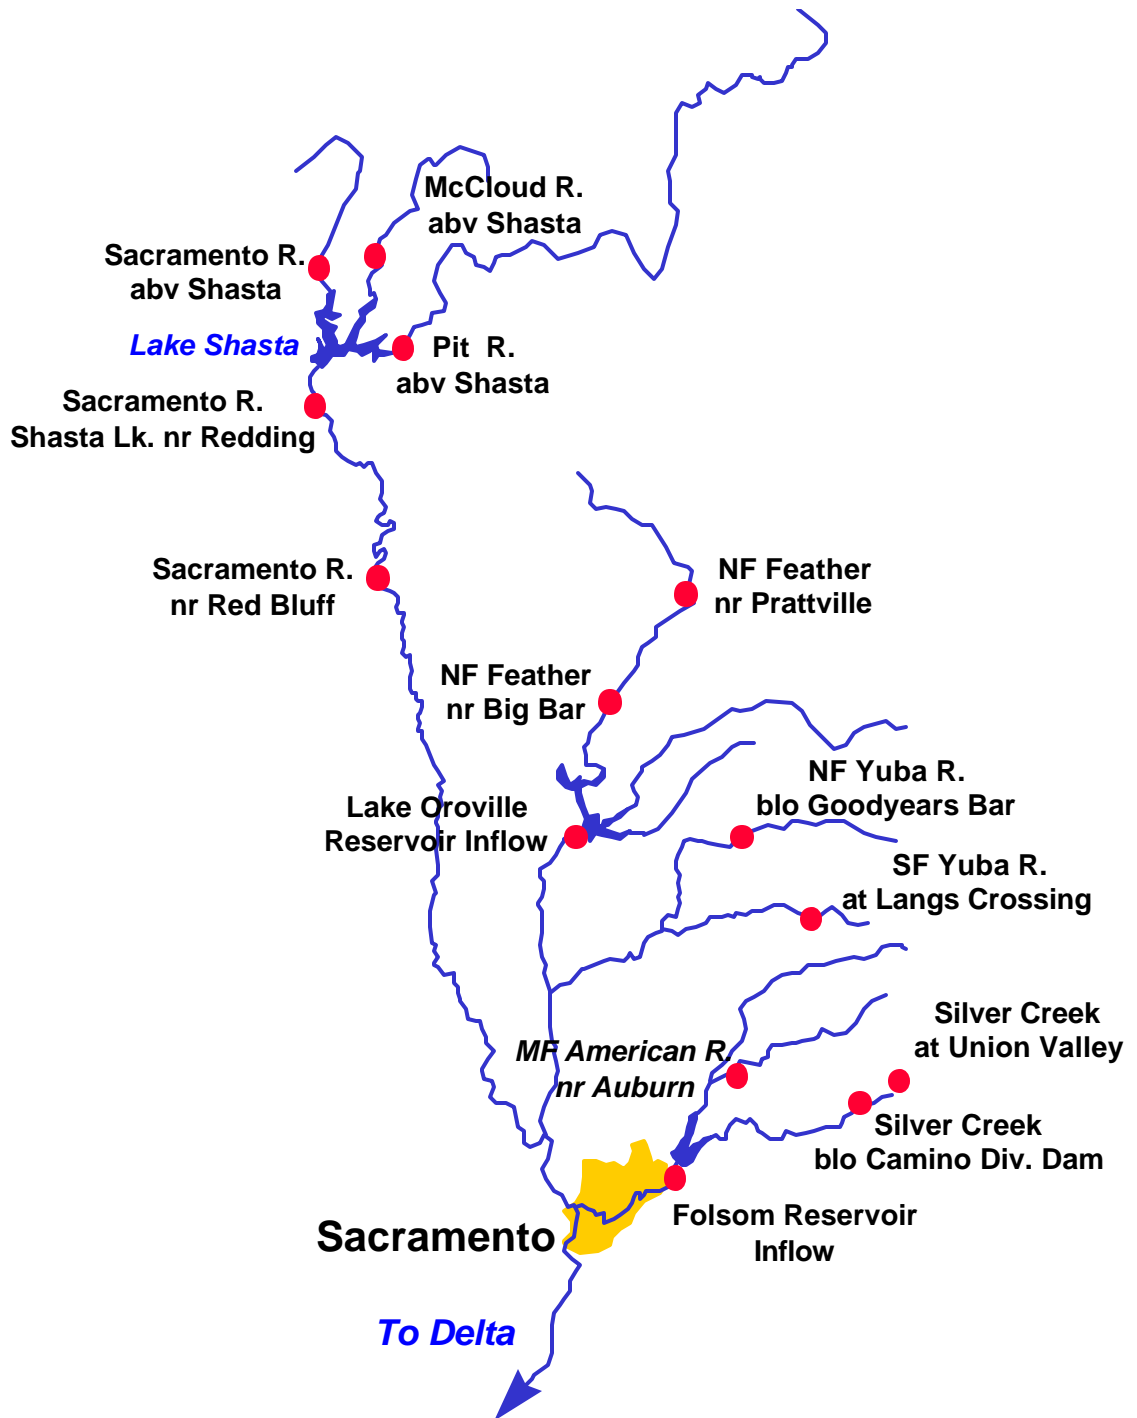 McCloud R.
abv Shasta
Sacramento R.
abv Shasta
Lake Shasta
Pit R.
abv Shasta
Sacramento R.
Shasta Lk. nr Redding
Sacramento R.
nr Red Bluff
NF Feather
nr Prattville
NF Feather
nr Big Bar
NF Yuba R.
blo Goodyears Bar
Lake Oroville
Reservoir Inflow
SF Yuba R.
at Langs Crossing
Silver Creek
at Union Valley
MF American R.
nr Auburn
Silver Creek
blo Camino Div. Dam
Folsom Reservoir
Inflow
Sacramento
To Delta